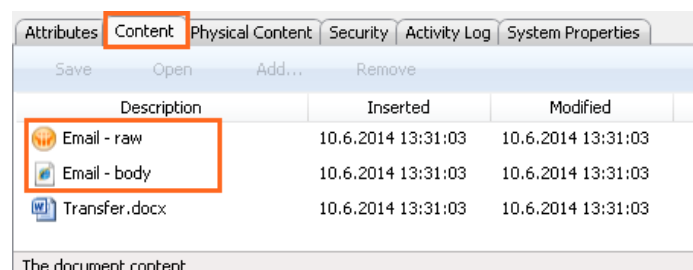 Attributes Content Physical Content Security Activity Log System Properties
Save Open Add... Remove
Description Inserted Modified
Email - raw 10.6.2014 13:31:03 10.6.2014 13:31:03
Email - body 10.6.2014 13:31:03 10.6.2014 13:31:03
Transfer.docx 10.6.2014 13:31:03 10.6.2014 13:31:03
The document content